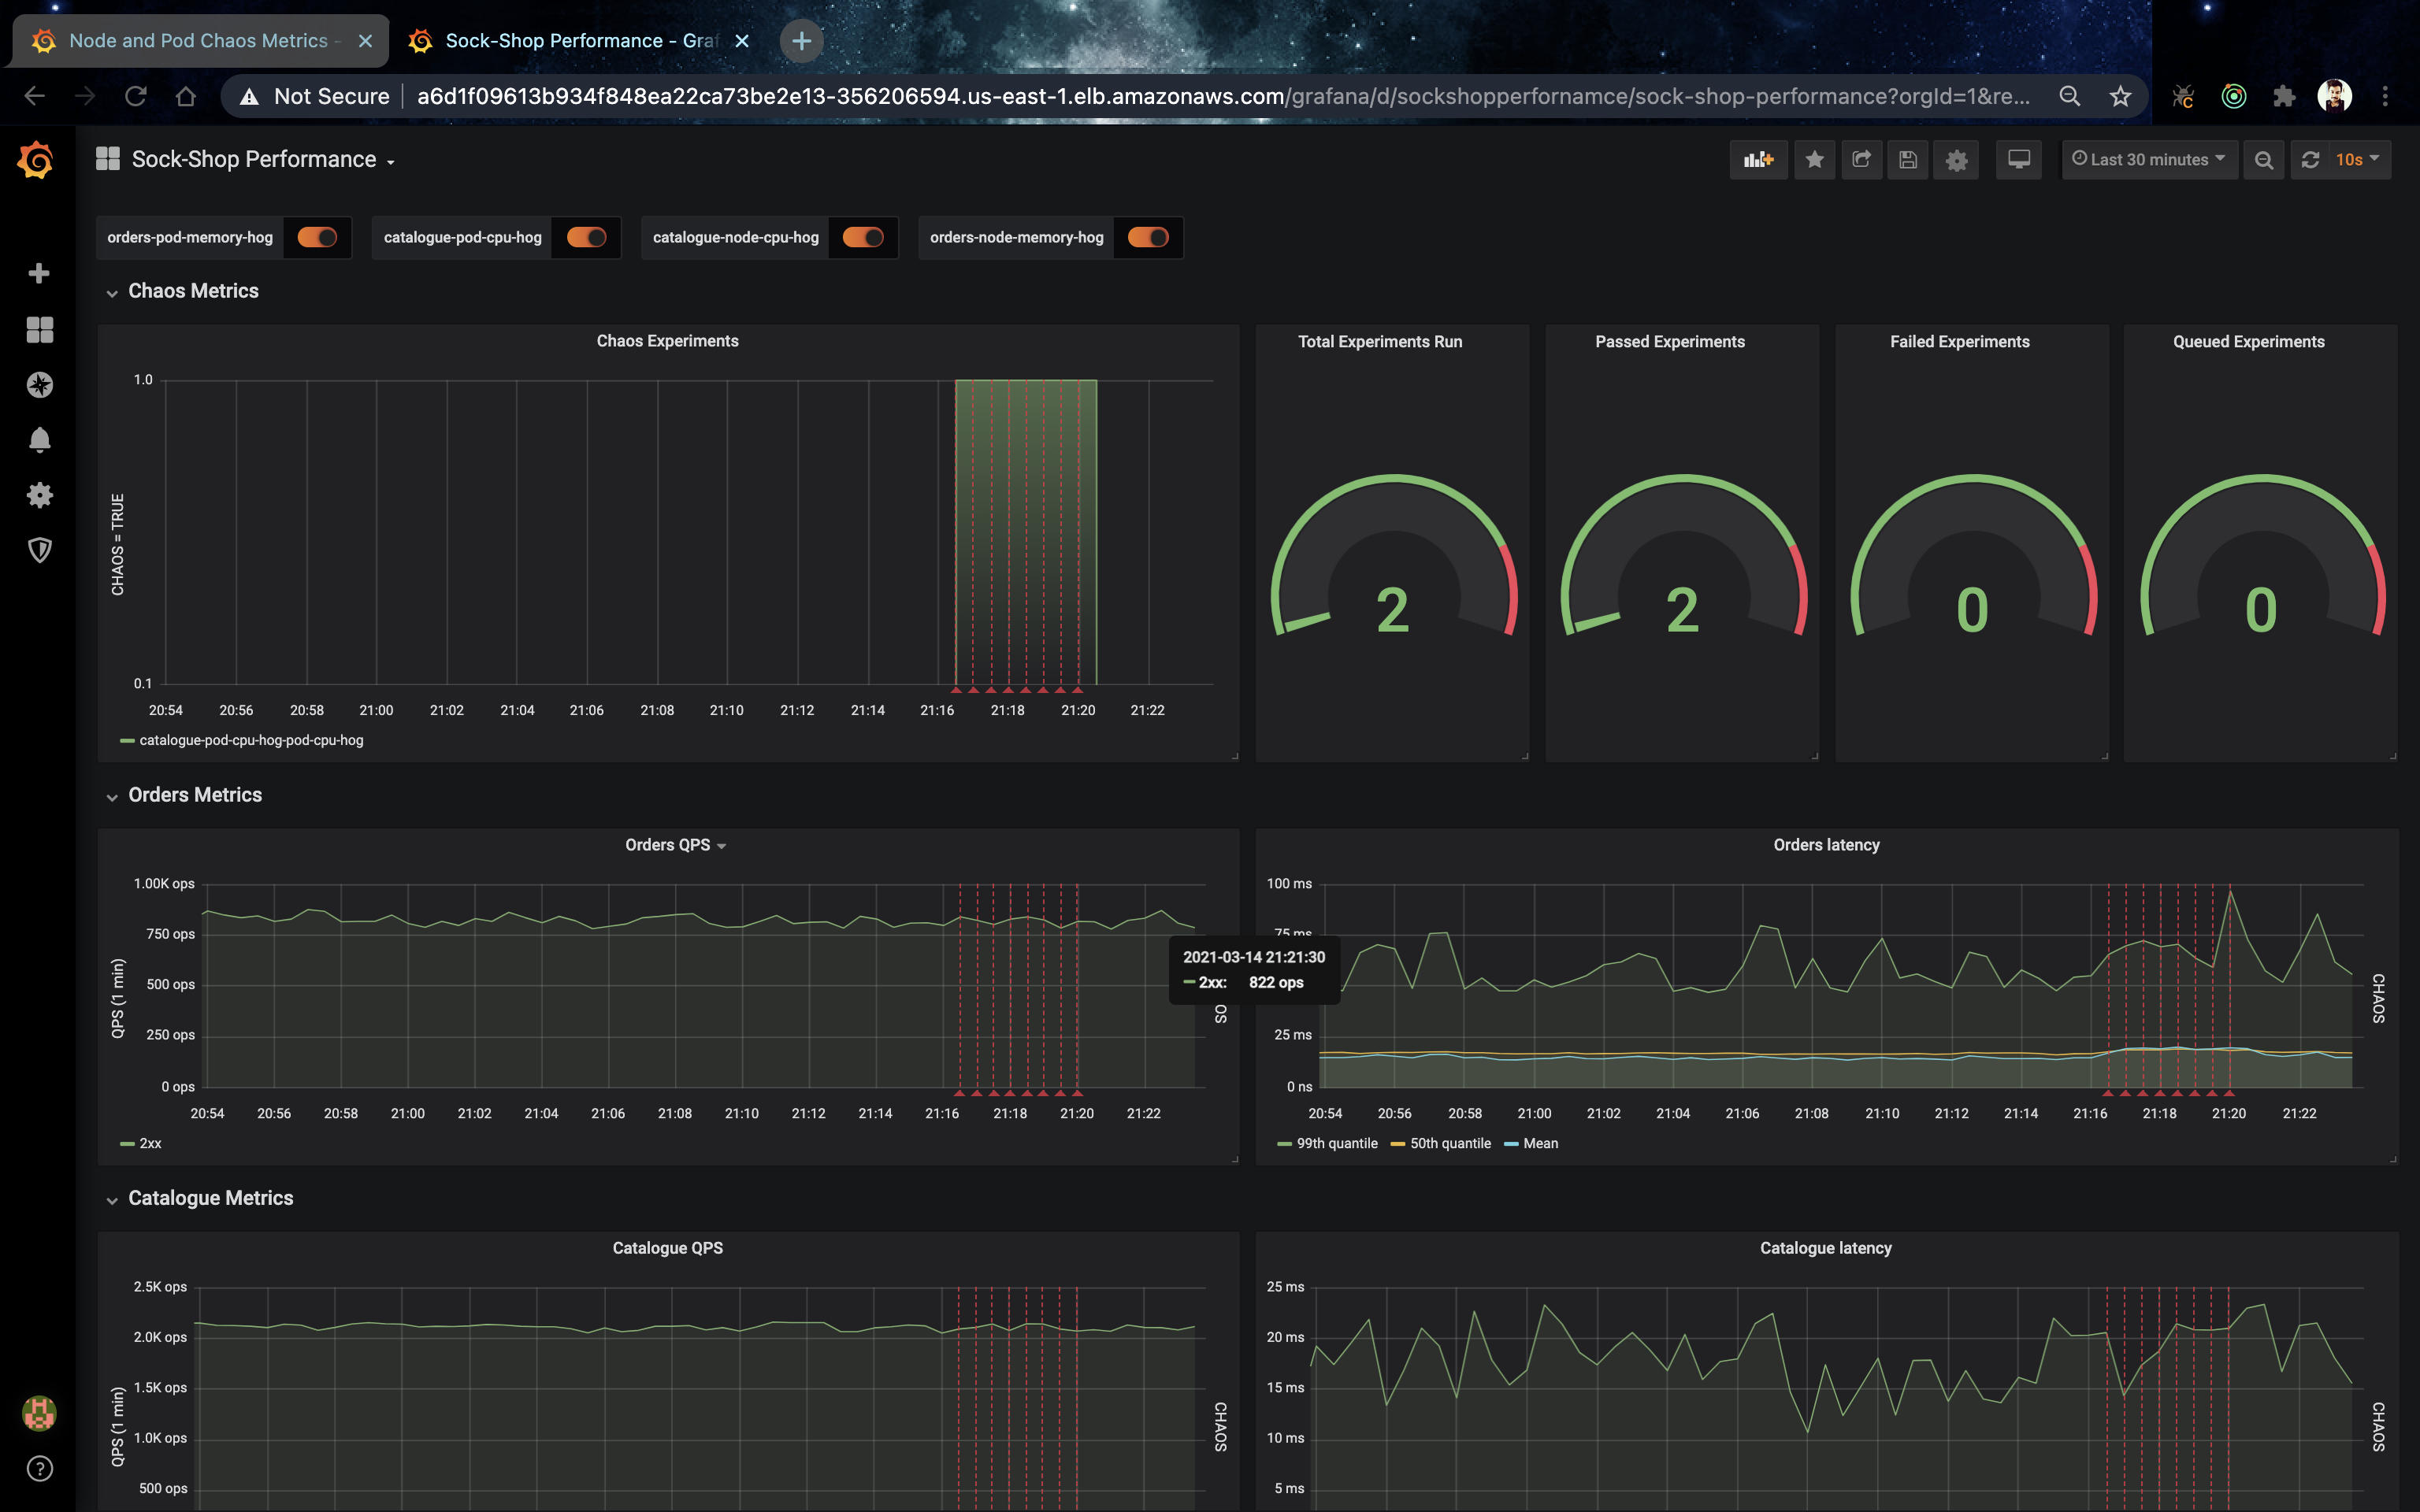 Node and Pod Chaos Metrics -
Sock-Shop Performance - Graf
Not Secure
a6d1f09613b934f848ea22ca73be2e13-356206594.us-east-1.elb.amazonaws.com/grafana/d/sockshopperfornamce/sock-shop-performance?orgId=1&re...
Sock-Shop Performance
Last 30 minutes
10s
orders-pod-memory-hog
catalogue-pod-cpu-hog
catalogue-node-cpu-hog
orders-node-memory-hog
Chaos Metrics
Chaos Experiments
CHAOS = TRUE
1.0
0.1
20:54 20:56 20:58 21:00 21:02 21:04 21:06 21:08 21:10 21:12 21:14 21:16 21:18 21:20 21:22
catalogue-pod-cpu-hog-pod-cpu-hog
Total Experiments Run
2
Passed Experiments
2
Failed Experiments
0
Queued Experiments
0
Orders Metrics
Orders QPS
QPS (1 min)
1.00K ops
750 ops
500 ops
250 ops
0 ops
20:54 20:56 20:58 21:00 21:02 21:04 21:06 21:08 21:10 21:12 21:14 21:16 21:18 21:20 21:22
2xx
OS
2021-03-14 21:21:30
2xx: 822 ops
Orders latency
100 ms
75 ms
25 ms
0 ns
20:54 20:56 20:58 21:00 21:02 21:04 21:06 21:08 21:10 21:12 21:14 21:16 21:18 21:20 21:22
99th quantile 50th quantile Mean
CHAOS
Catalogue Metrics
Catalogue QPS
QPS (1 min)
2.5K ops
2.0K ops
1.5K ops
1.0K ops
500 ops
CHAOS
Catalogue latency
25 ms
20 ms
15 ms
10 ms
5 ms
CHAOS